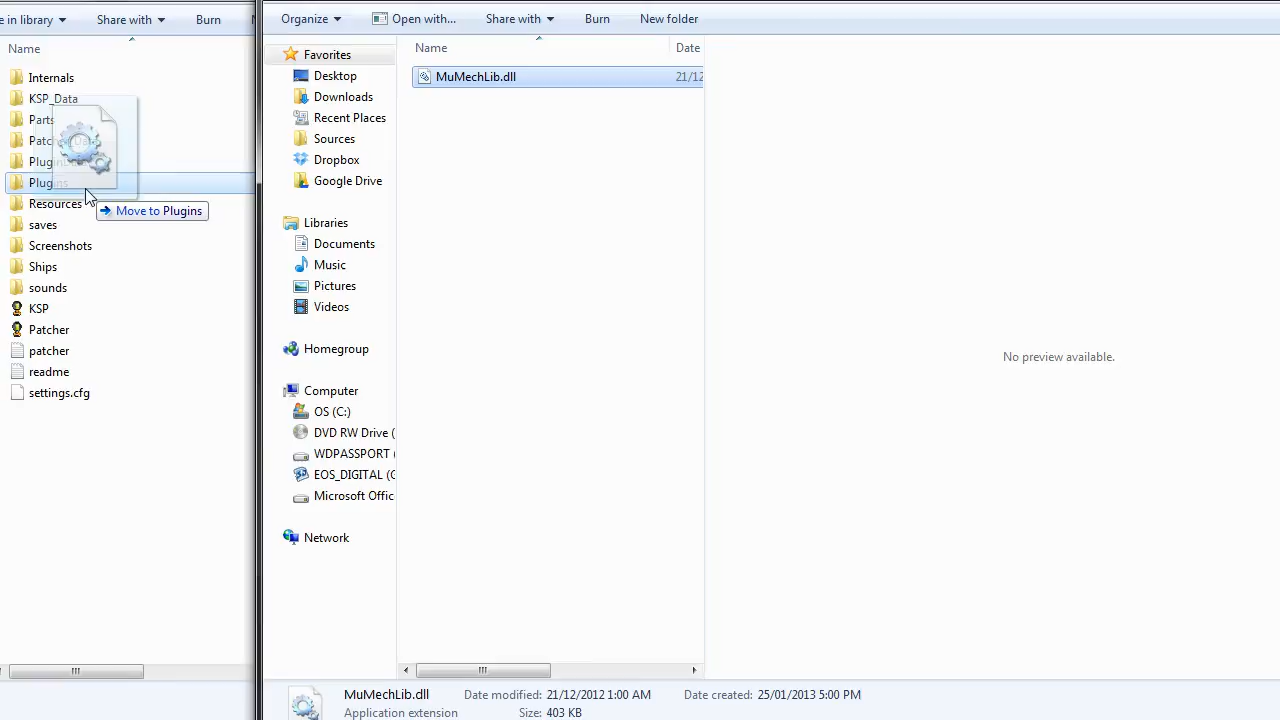 e in library
Share with
Burn
Name
Internals
KSP_Data
Parts
Plugins
Resources
saves
Screenshots
Ships
sounds
KSP
Patcher
patcher
readme
settings.cfg
Move to Plugins
Organize
Open with...
Share with
Burn
New folder
Favorites
Desktop
Downloads
Recent Places
Sources
Dropbox
Google Drive
Libraries
Documents
Music
Pictures
Videos
Homegroup
Computer
OS (C:)
DVD RW Drive (
WDPASSPORT (
EOS_DIGITAL (G
Microsoft Offic
Network
Name
Date
MuMechLib.dll
21/12
No preview available.
MuMechLib.dll
Date modified: 21/12/2012 1:00 AM
Date created: 25/01/2013 5:00 PM
Application extension
Size: 403 KB